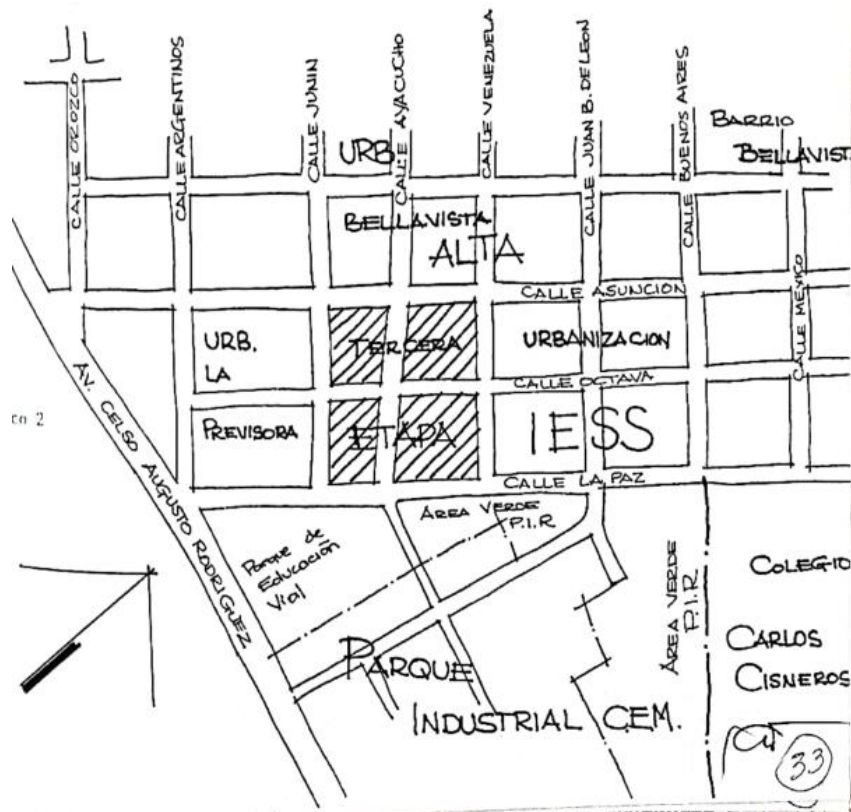 CALLE OROZCO
CALLE ARGENTINOS
CALLE JUNIN
CALLE AYACUCHO
CALLE VENEZUELA
CALLE JUAN B. DE LEON
CALLE BUENOS AIRES
BARRIO
BELLAVIST
URB
BELLAVISTA
ALTA
CALLE ASUNCION
CALLE MEXICO
URB.
LA
PREVISORA
TERCERA
ETAPA
URBANIZACION
CALLE OCTAVA
IESS
CALLE LA PAZ
co 2
AV. CELSO AUGUSTO RODRIGUEZ
AREA VERDE
P.I.R
Parque de
Educación
Vial
AREA VERDE
P.I.R
COLEGIO
CARLOS
CISNEROS
PARQUE
INDUSTRIAL C.E.M.
33